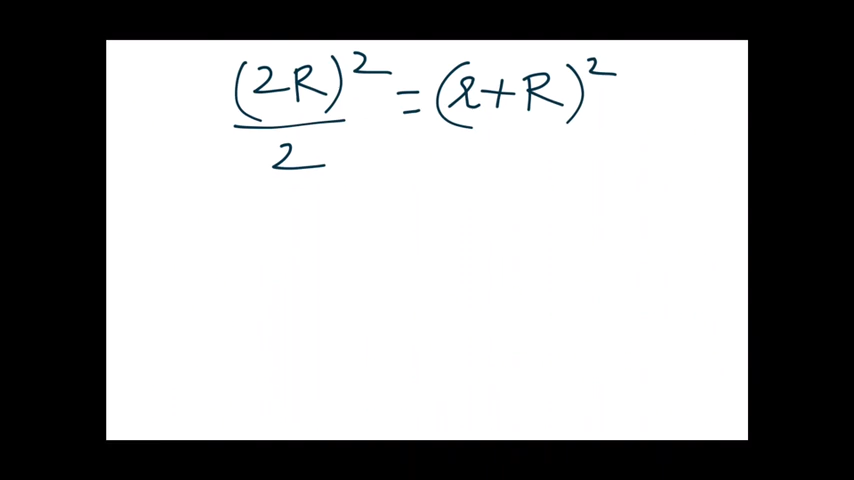 (2R)²/2 = (r+R)²